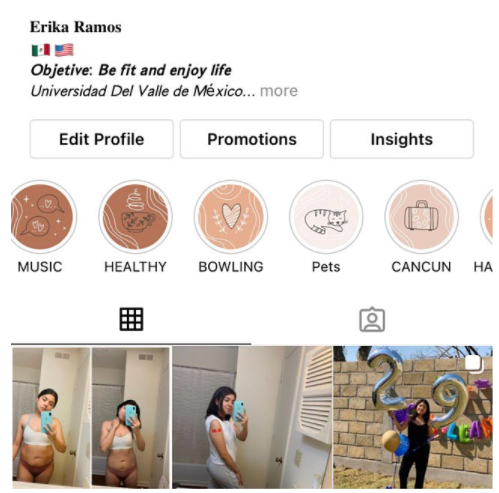 Erika Ramos
🇲🇽 🇺🇸
Objetive: Be fit and enjoy life
Universidad Del Valle de México... more
Edit Profile Promotions Insights
MUSIC HEALTHY BOWLING Pets CANCUN HA
29